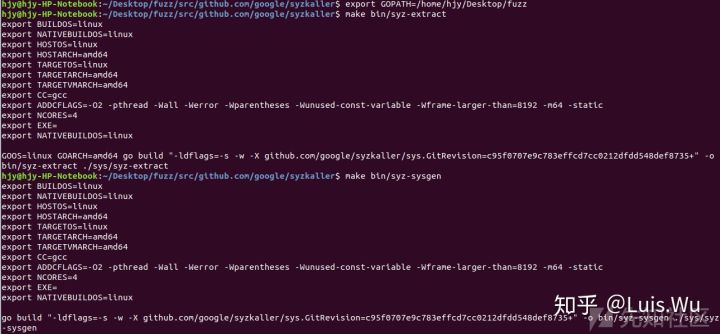 hjy@hjy-HP-Notebook:~/Desktop/fuzz/src/github.com/google/syzkaller$ export GOPATH=/home/hjy/Desktop/fuzz
hjy@hjy-HP-Notebook:~/Desktop/fuzz/src/github.com/google/syzkaller$ make bin/syz-extract
export BUILDOS=linux
export NATIVEBUILDOS=linux
export HOSTOS=linux
export HOSTARCH=amd64
export TARGETOS=linux
export TARGETARCH=amd64
export TARGETVMARCH=amd64
export CC=gcc
export ADDCFLAGS=-O2 -pthread -Wall -Werror -Wparentheses -Wunused-const-variable -Wframe-larger-than=8192 -m64 -static
export NCORES=4
export EXE=
export NATIVEBUILDOS=linux
GOOS=linux GOARCH=amd64 go build "-ldflags=-s -w -X github.com/google/syzkaller/sys.GitRevision=c95f0707e9c783effcd7cc0212dfdd548def8735+" -o
bin/syz-extract ./sys/syz-extract
hjy@hjy-HP-Notebook:~/Desktop/fuzz/src/github.com/google/syzkaller$ make bin/syz-sysgen
export BUILDOS=linux
export NATIVEBUILDOS=linux
export HOSTOS=linux
export HOSTARCH=amd64
export TARGETOS=linux
export TARGETARCH=amd64
export TARGETVMARCH=amd64
export CC=gcc
export ADDCFLAGS=-O2 -pthread -Wall -Werror -Wparentheses -Wunused-const-variable -Wframe-larger-than=8192 -m64 -static
export NCORES=4
export EXE=
export NATIVEBUILDOS=linux
go build "-ldflags=-s -w -X github.com/google/syzkaller/sys.GitRevision=c95f0707e9c783effcd7cc0212dfdd548def8735+" -o bin/syz-sysgen ./sys/syz
-sysgen
知乎 @Luis.Wu
先知社区